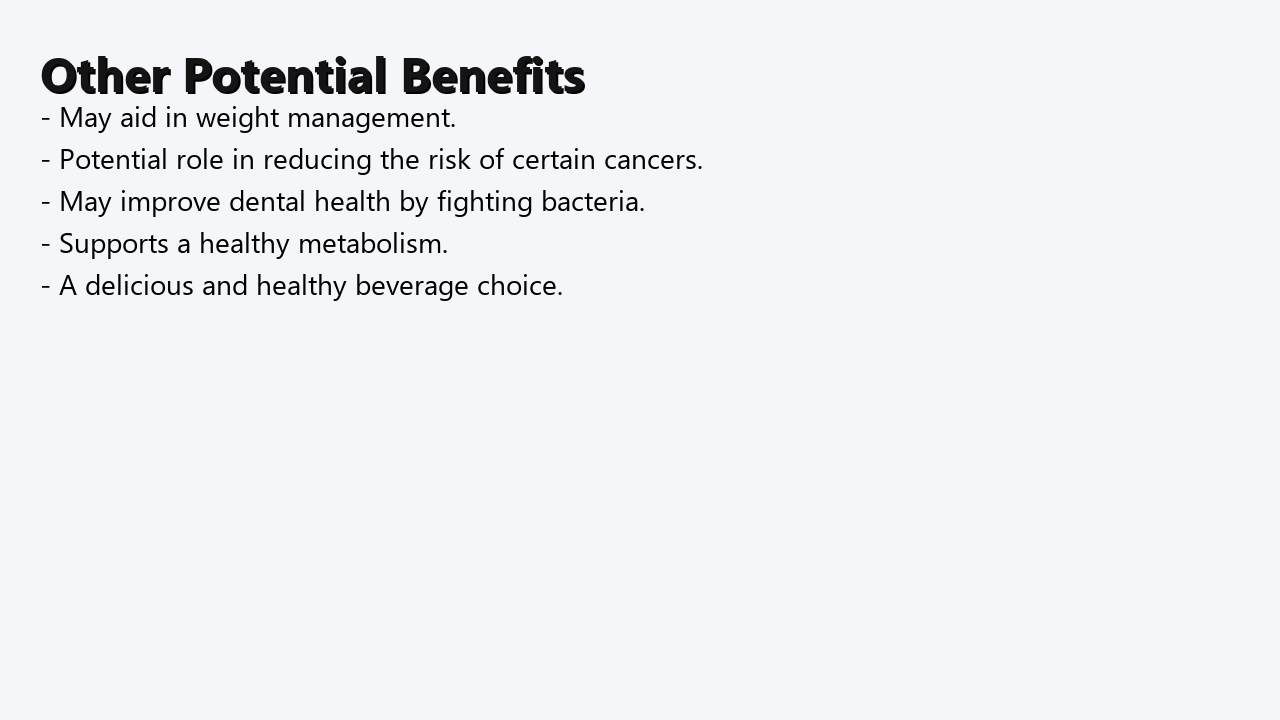 Other Potential Benefits
- May aid in weight management.
- Potential role in reducing the risk of certain cancers.
- May improve dental health by fighting bacteria.
- Supports a healthy metabolism.
- A delicious and healthy beverage choice.